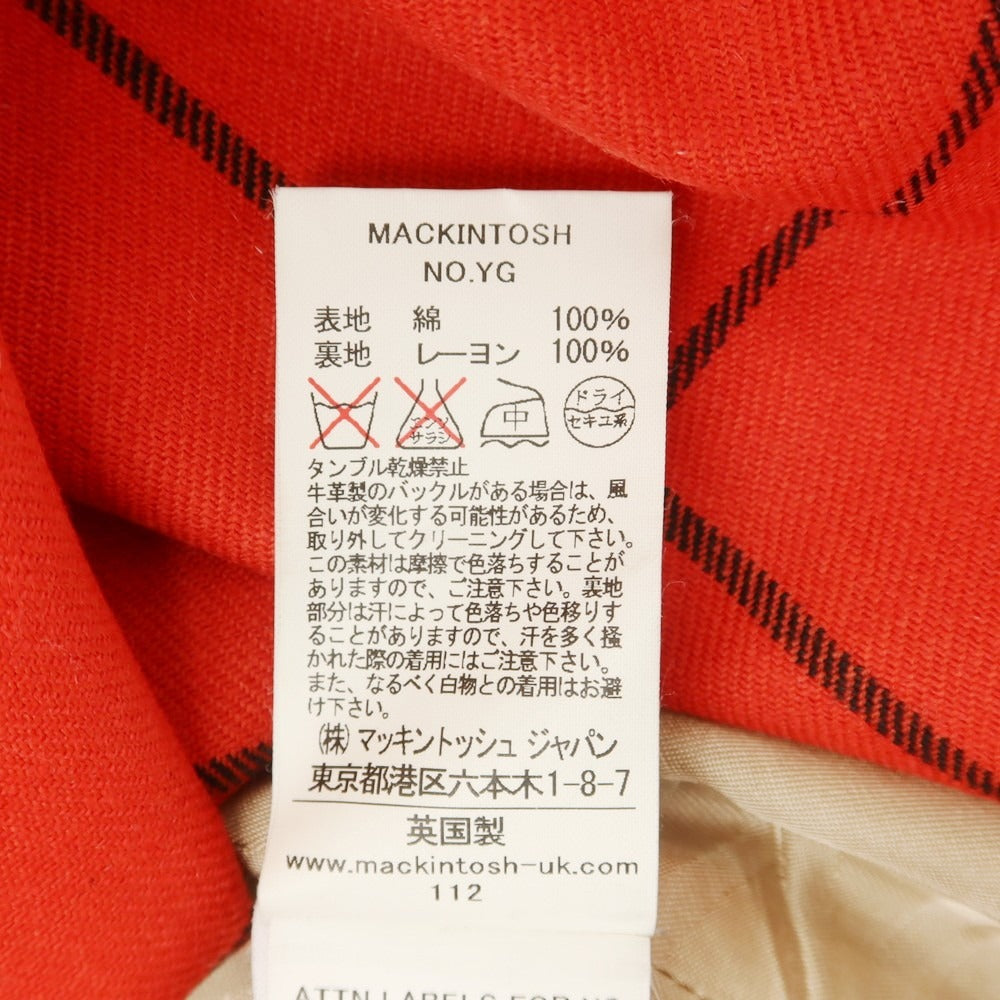 MACKINTOSH
NO.YG
表地 綿 100%
裏地 レーヨン 100%
エンソ サラシ 中 ドライ セキユ系
タンブル乾燥禁止
牛革製のバックルがある場合は、風
合いが変化する可能性があるため、
取り外してクリーニングして下さい。
この素材は摩擦で色落ちすることが
ありますので、ご注意下さい。裏地
部分は汗によって色落ちや色移りす
ることがありますので、汗を多く掻
かれた際の着用にはご注意下さい。
また、なるべく白物との着用はお避
け下さい。
(株) マッキントッシュ ジャパン
東京都港区六本木1-8-7
英国製
www.mackintosh-uk.com
112
ATTN LABELS FOR US